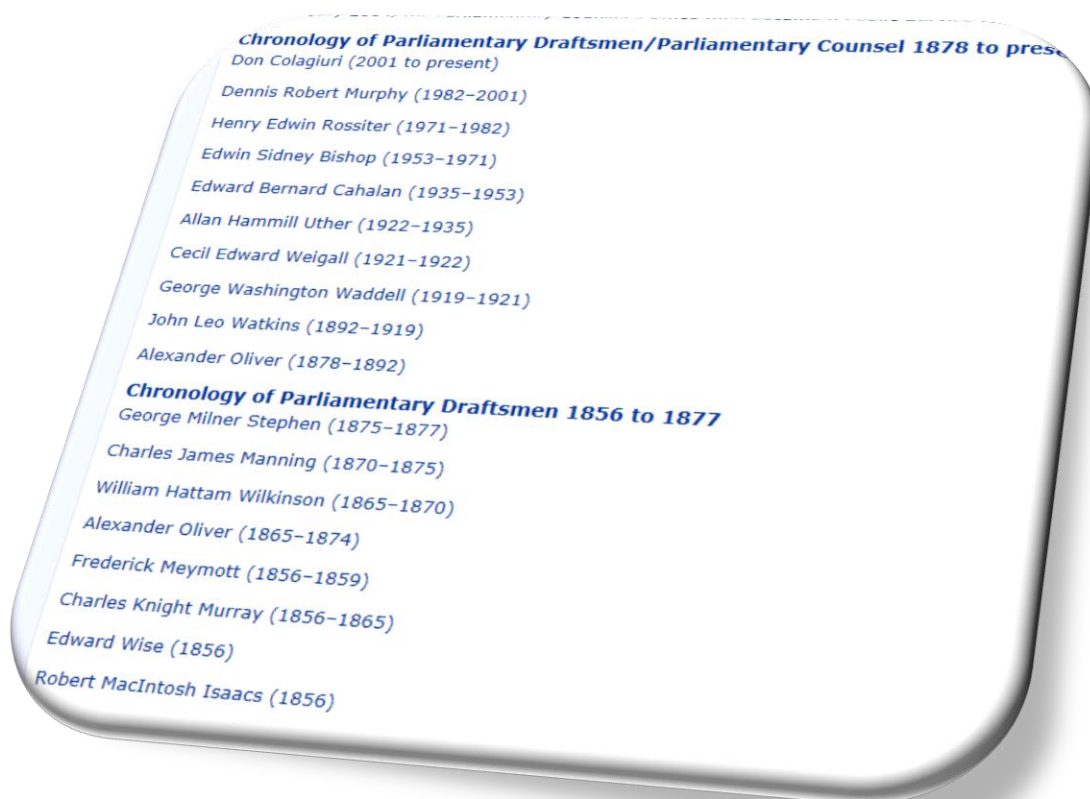 Chronology of Parliamentary Draftsmen/Parliamentary Counsel 1878 to
Don Colagiuri (2001 to present)
Dennis Robert Murphy (1982–2001)
Henry Edwin Rossiter (1971–1982)
Edwin Sidney Bishop (1953–1971)
Edward Bernard Cahalan (1935–1953)
Allan Hammill Uther (1922–1935)
Cecil Edward Weigall (1921–1922)
George Washington Waddell (1919–1921)
John Leo Watkins (1892–1919)
Alexander Oliver (1878–1892)
Chronology of Parliamentary Draftsmen 1856 to 1877
George Milner Stephen (1875–1877)
Charles James Manning (1870–1875)
William Hattam Wilkinson (1865–1870)
Alexander Oliver (1865–1874)
Frederick Meymott (1856–1859)
Charles Knight Murray (1856–1865)
Edward Wise (1856)
Robert MacIntosh Isaacs (1856)